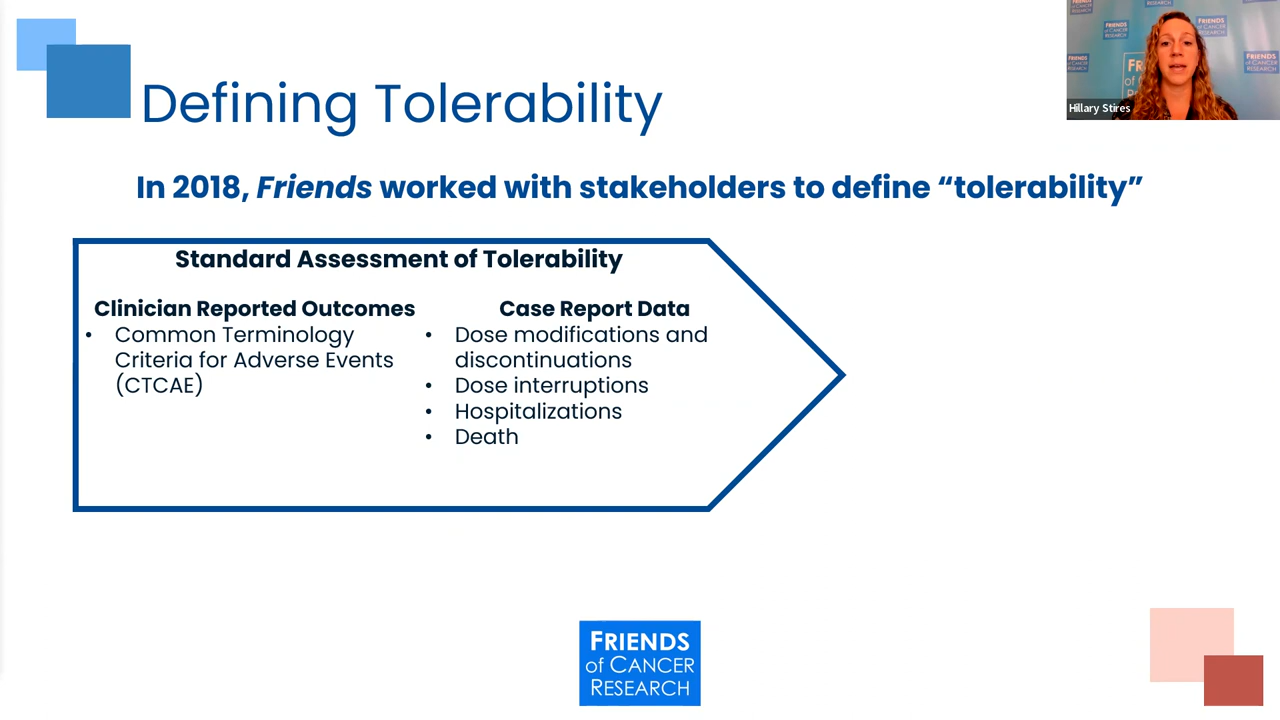 Defining Tolerability
Hillary Stires
In 2018, Friends worked with stakeholders to define “tolerability”
Standard Assessment of Tolerability
Clinician Reported Outcomes
• Common Terminology
Criteria for Adverse Events
(CTCAE)
Case Report Data
• Dose modifications and
discontinuations
• Dose interruptions
• Hospitalizations
• Death
FRIENDS
of CANCER
RESEARCH